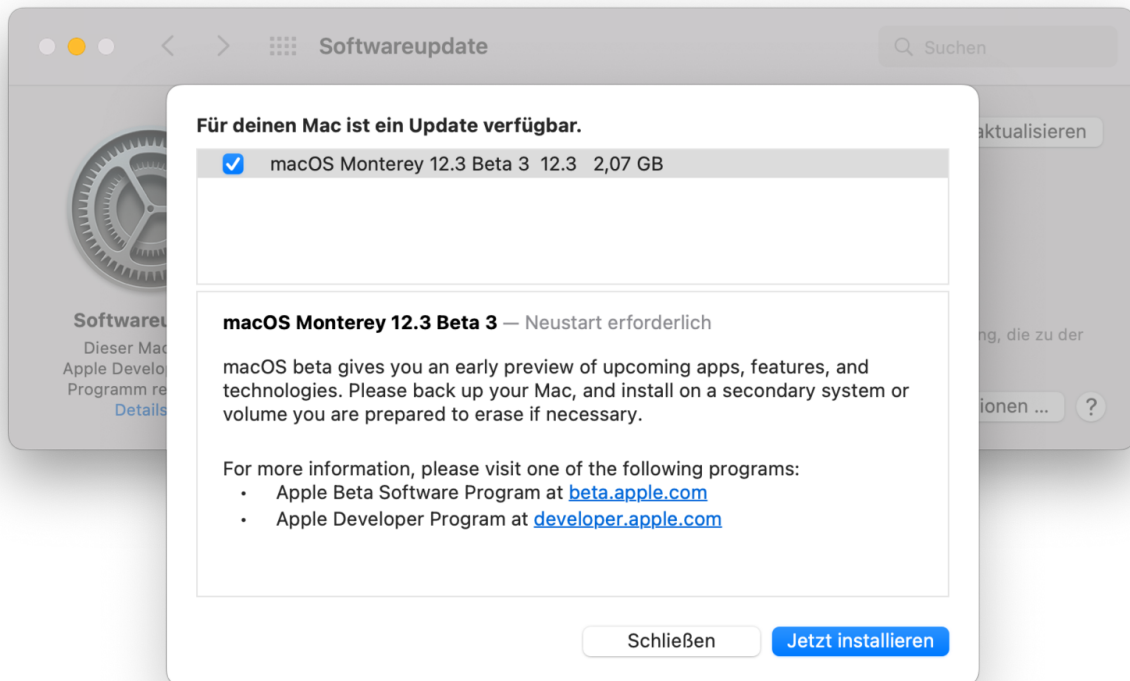 Softwareupdate
Suchen
Für deinen Mac ist ein Update verfügbar.
aktualisieren
macOS Monterey 12.3 Beta 3 12.3 2,07 GB
macOS Monterey 12.3 Beta 3 — Neustart erforderlich
macOS beta gives you an early preview of upcoming apps, features, and
technologies. Please back up your Mac, and install on a secondary system or
volume you are prepared to erase if necessary.
For more information, please visit one of the following programs:
• Apple Beta Software Program at beta.apple.com
• Apple Developer Program at developer.apple.com
Dieser Mac
Apple
Programm
Details
die zu der
?
Schließen
Jetzt installieren